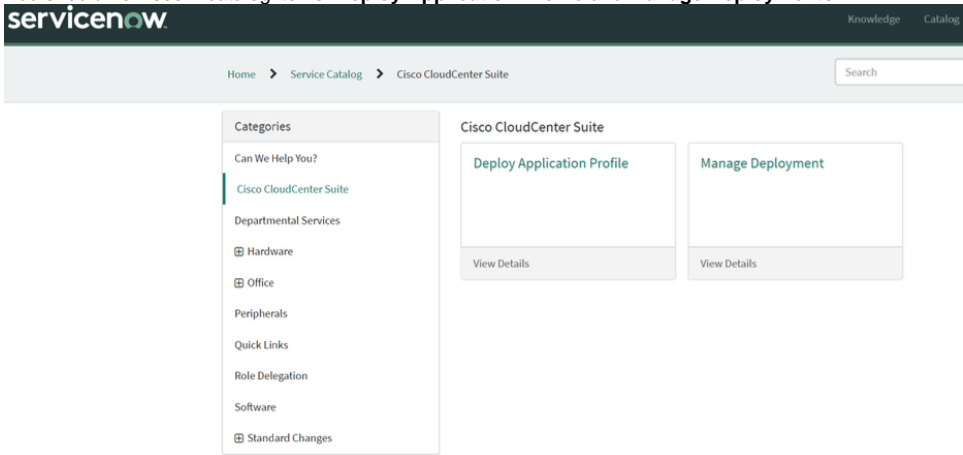 servicenow.
Knowledge
Catalog
Home > Service Catalog > Cisco CloudCenter Suite
Search
Categories
Can We Help You?
Cisco CloudCenter Suite
Departmental Services
Hardware
Office
Peripherals
Quick Links
Role Delegation
Software
Standard Changes
Cisco CloudCenter Suite
Deploy Application Profile
View Details
Manage Deployment
View Details